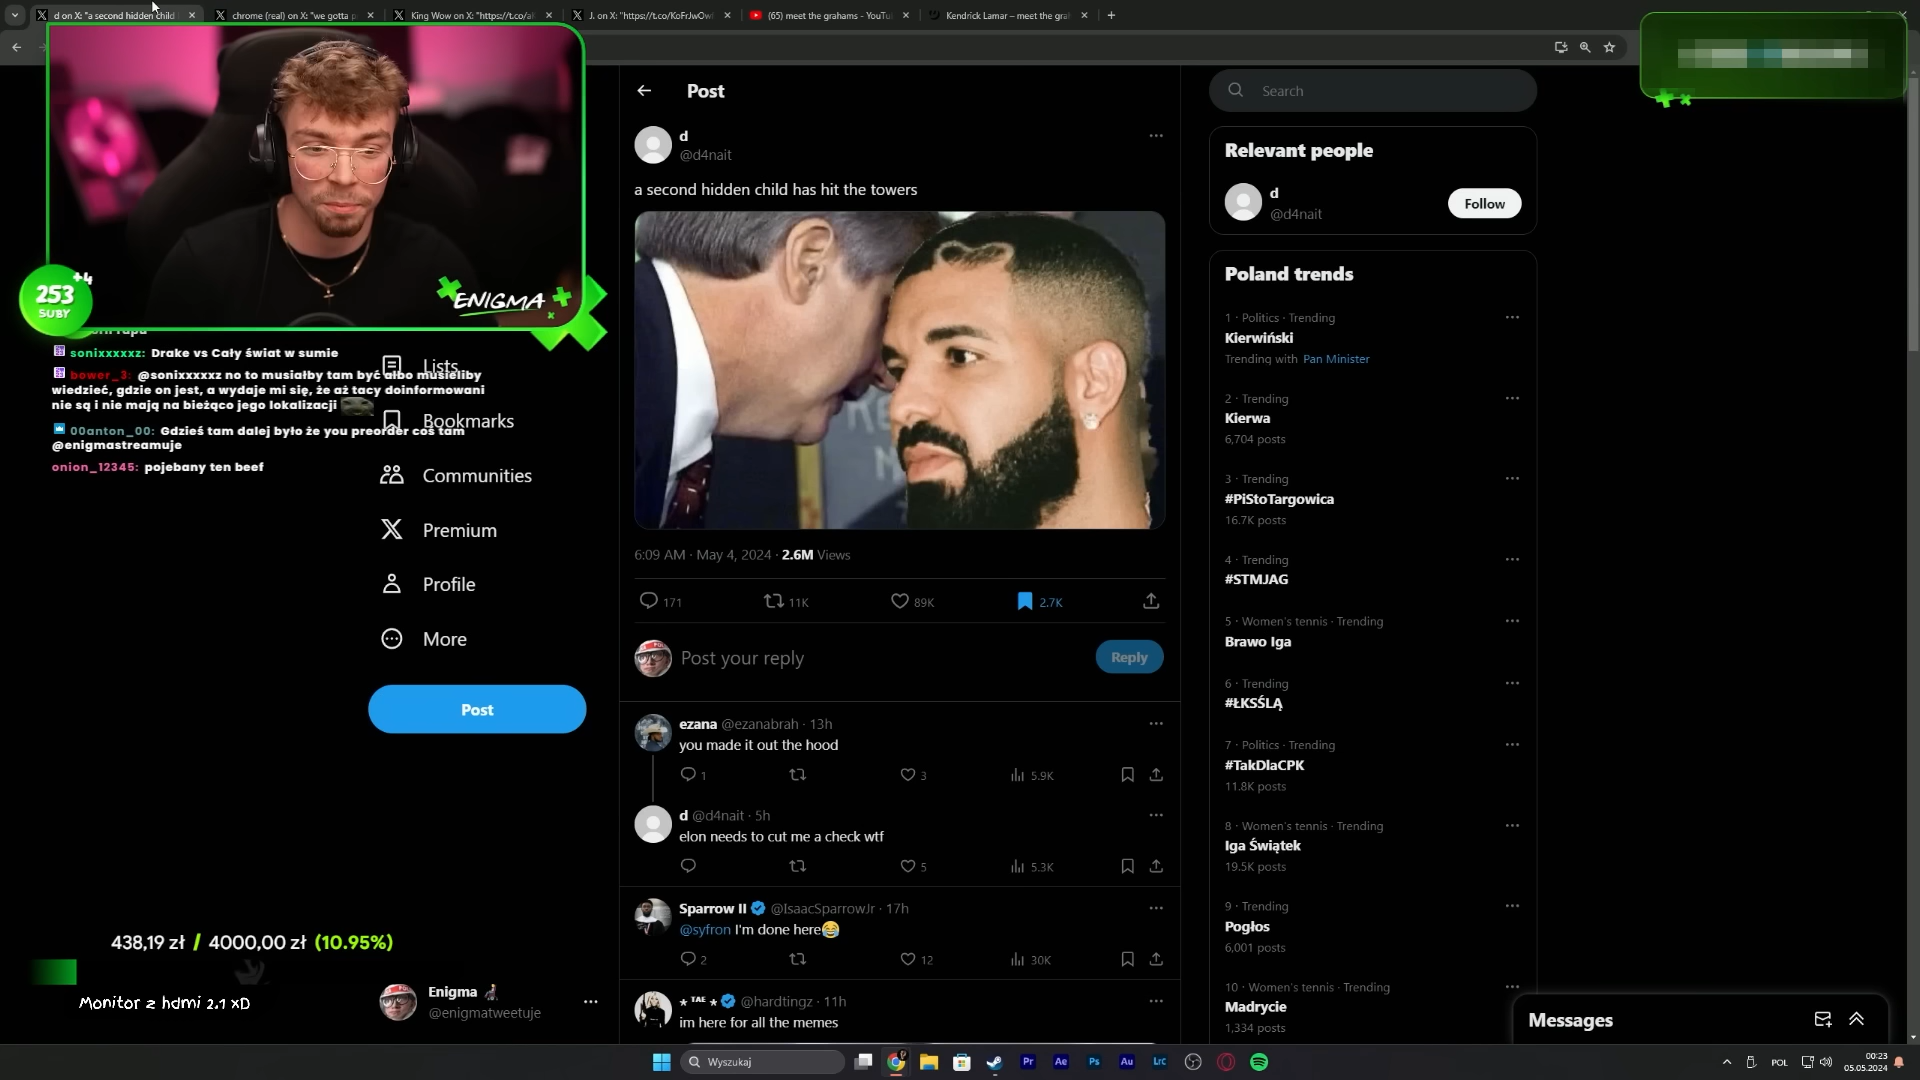 d on X: "a second hidden child
chrome (real) on X: "we gotta p
King Wow on X: "https://t.co/al
J. on X: "https://t.co/KoFrJwOw
(65) meet the grahams - YouTu
Kendrick Lamar – meet the gra
ENIGMA
+4
253
SUBY
sonixxxxxz: Drake vs Cały świat w sumie
bower_3: @sonixxxxxz no to musiałby tam być albo musieliby
wiedzieć, gdzie on jest, a wydaje mi się, że aż tacy doinformowani
nie są i nie mają na bieżąco jego lokalizacji
00anton_00: Gdzieś tam dalej było że you preorder coś tam
@enigmastreamuje
onion_12345: pojebany ten beef
Lists
Bookmarks
Communities
Premium
Profile
More
Post
438,19 zł / 4000,00 zł (10.95%)
Monitor z hdmi 2.1 xD
Enigma
@enigmatweetuje
Post
d
@d4nait
a second hidden child has hit the towers
6:09 AM · May 4, 2024 · 2.6M Views
171 11K 89K 2.7K
Post your reply
Reply
ezana @ezanabrah · 13h
you made it out the hood
1 3 5.9K
d @d4nait · 5h
elon needs to cut me a check wtf
5 5.3K
Sparrow II @IsaacSparrowJr · 17h
@syfron I'm done here😂
2 12 30K
⋆ ᵀᴬᴱ ⋆ @hardtingz · 11h
im here for all the memes
Search
Relevant people
d
@d4nait
Follow
Poland trends
1 · Politics · Trending
Kierwiński
Trending with Pan Minister
2 · Trending
Kierwa
6,704 posts
3 · Trending
#PiStoTargowica
16.7K posts
4 · Trending
#STMJAG
5 · Women's tennis · Trending
Brawo Iga
6 · Trending
#ŁKSŚLĄ
7 · Politics · Trending
#TakDlaCPK
11.8K posts
8 · Women's tennis · Trending
Iga Świątek
19.5K posts
9 · Trending
Pogłos
6,001 posts
10 · Women's tennis · Trending
Madrycie
1,334 posts
Messages
Wyszukaj
Pr
Ae
Ps
Au
Lrc
POL
00:23
05.05.2024